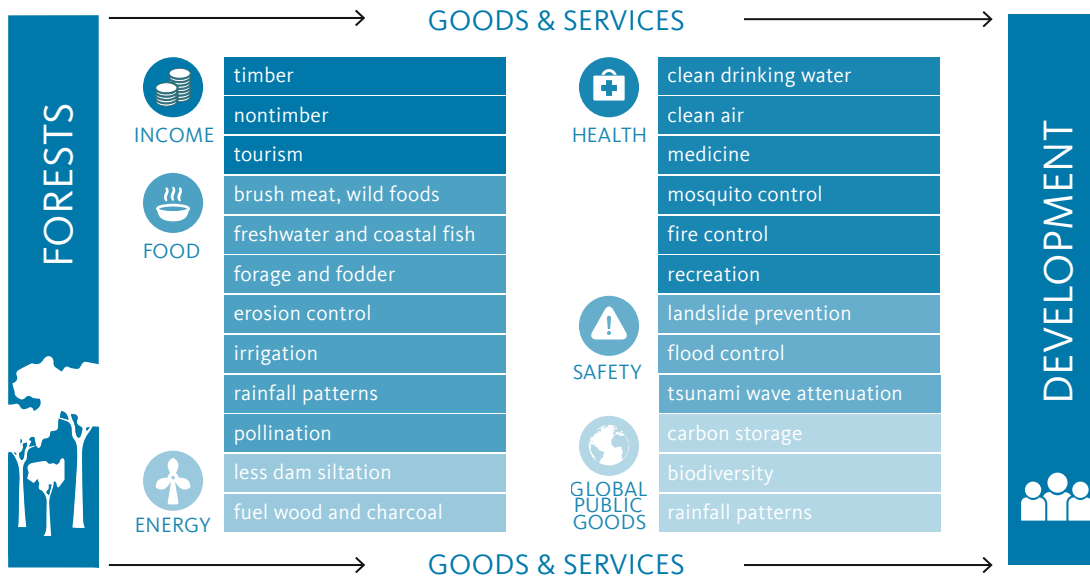 GOODS & SERVICES
FORESTS
INCOME
timber
nontimber
tourism
FOOD
brush meat, wild foods
freshwater and coastal fish
forage and fodder
erosion control
irrigation
rainfall patterns
pollination
ENERGY
less dam siltation
fuel wood and charcoal
HEALTH
clean drinking water
clean air
medicine
mosquito control
fire control
recreation
SAFETY
landslide prevention
flood control
tsunami wave attenuation
GLOBAL
PUBLIC
GOODS
carbon storage
biodiversity
rainfall patterns
DEVELOPMENT
GOODS & SERVICES